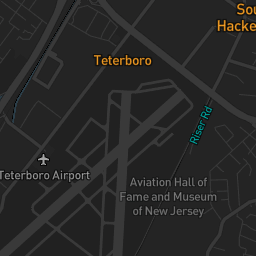 Sou
Hacke
Teterboro
Riser Rd
Teterboro Airport
Aviation Hall of
Fame and Museum
of New Jersey